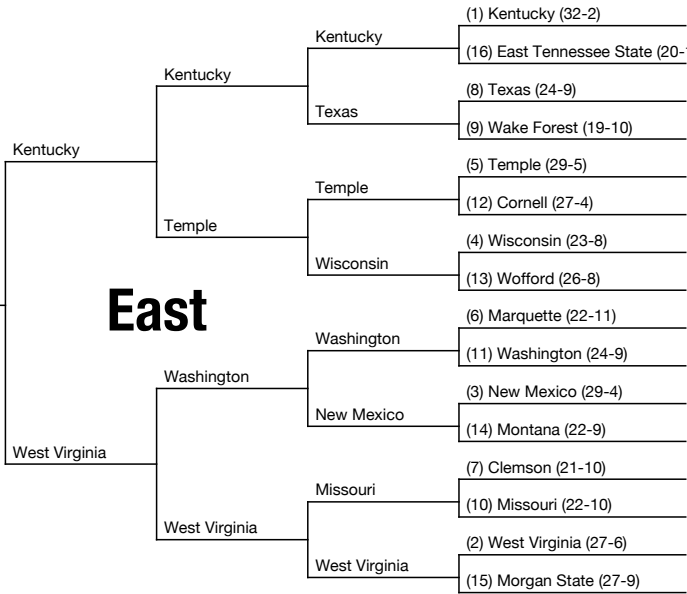 (1) Kentucky (32-2)
Kentucky
(16) East Tennessee State (20-
Kentucky
(8) Texas (24-9)
Texas
(9) Wake Forest (19-10)
Kentucky
(5) Temple (29-5)
Temple
(12) Cornell (27-4)
Temple
(4) Wisconsin (23-8)
Wisconsin
(13) Wofford (26-8)
East
(6) Marquette (22-11)
Washington
(11) Washington (24-9)
Washington
(3) New Mexico (29-4)
New Mexico
(14) Montana (22-9)
West Virginia
(7) Clemson (21-10)
Missouri
(10) Missouri (22-10)
West Virginia
(2) West Virginia (27-6)
West Virginia
(15) Morgan State (27-9)